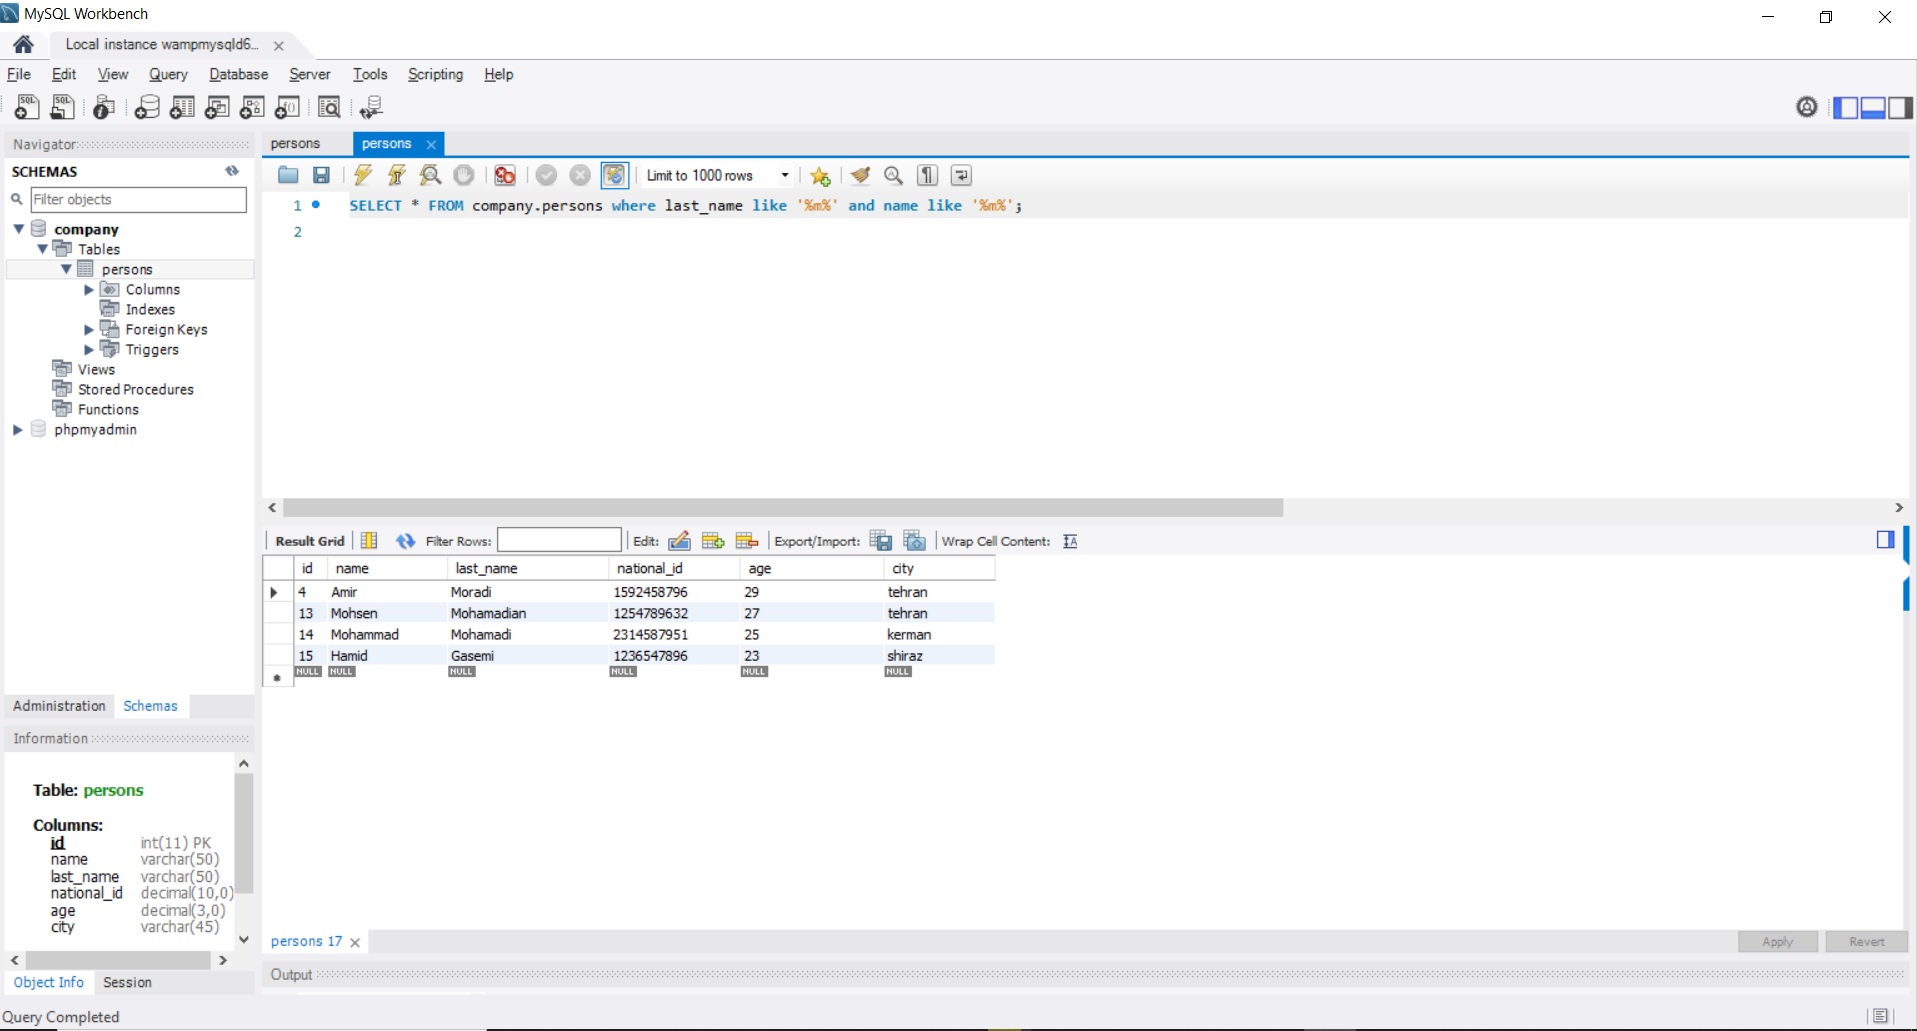 MySQL Workbench
Local instance wampmysqld6...
File Edit View Query Database Server Tools Scripting Help
Navigator
SCHEMAS
Filter objects
company
Tables
persons
Columns
Indexes
Foreign Keys
Triggers
Views
Stored Procedures
Functions
phpmyadmin
Administration Schemas
Information
Table: persons
Columns:
id int(11) PK
name varchar(50)
last_name varchar(50)
national_id decimal(10,0)
age decimal(3,0)
city varchar(45)
Object Info Session
persons persons
Limit to 1000 rows
1 SELECT * FROM company.persons where last_name like '%m%' and name like '%m%';
2
Result Grid Filter Rows: Edit: Export/Import: Wrap Cell Content:
id name last_name national_id age city
4 Amir Moradi 1592458796 29 tehran
13 Mohsen Mohamadian 1254789632 27 tehran
14 Mohammad Mohamadi 2314587951 25 kerman
15 Hamid Gasemi 1236547896 23 shiraz
NULL NULL NULL NULL NULL NULL
persons 17 Apply Revert
Output
Query Completed